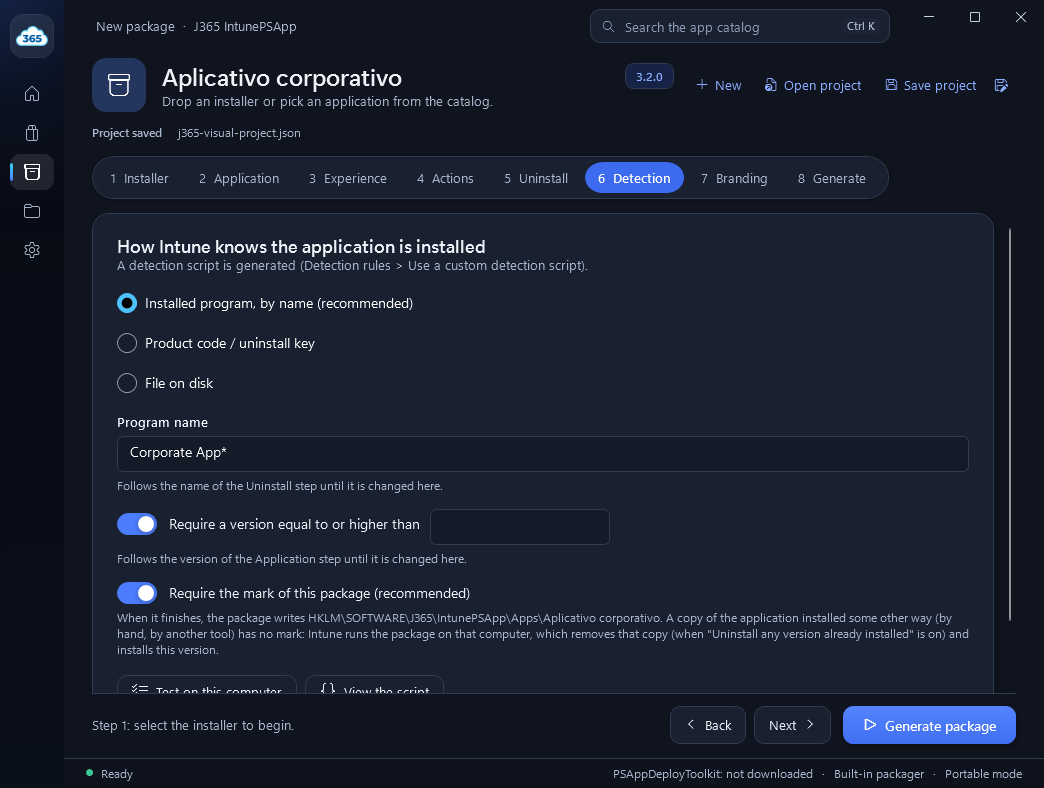 New package · J365 IntunePSApp
Search the app catalog
Ctrl K
365
Aplicativo corporativo
Drop an installer or pick an application from the catalog.
3.2.0
New
Open project
Save project
Project saved
j365-visual-project.json
1 Installer
2 Application
3 Experience
4 Actions
5 Uninstall
6 Detection
7 Branding
8 Generate
How Intune knows the application is installed
A detection script is generated (Detection rules > Use a custom detection script).
Installed program, by name (recommended)
Product code / uninstall key
File on disk
Program name
Corporate App*
Follows the name of the Uninstall step until it is changed here.
Require a version equal to or higher than
Follows the version of the Application step until it is changed here.
Require the mark of this package (recommended)
When it finishes, the package writes HKLM\SOFTWARE\J365\IntunePSApp\Apps\Aplicativo corporativo. A copy of the application installed some other way (by
hand, by another tool) has no mark: Intune runs the package on that computer, which removes that copy (when "Uninstall any version already installed" is on) and
installs this version.
Test on this computer
View the script
Step 1: select the installer to begin.
Back
Next
Generate package
Ready
PSAppDeployToolkit: not downloaded · Built-in packager · Portable mode